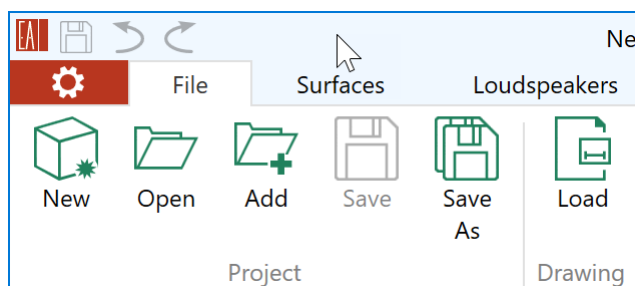 EA
Ne
File Surfaces Loudspeakers
New Open Add Save Save As Load
Project Drawing